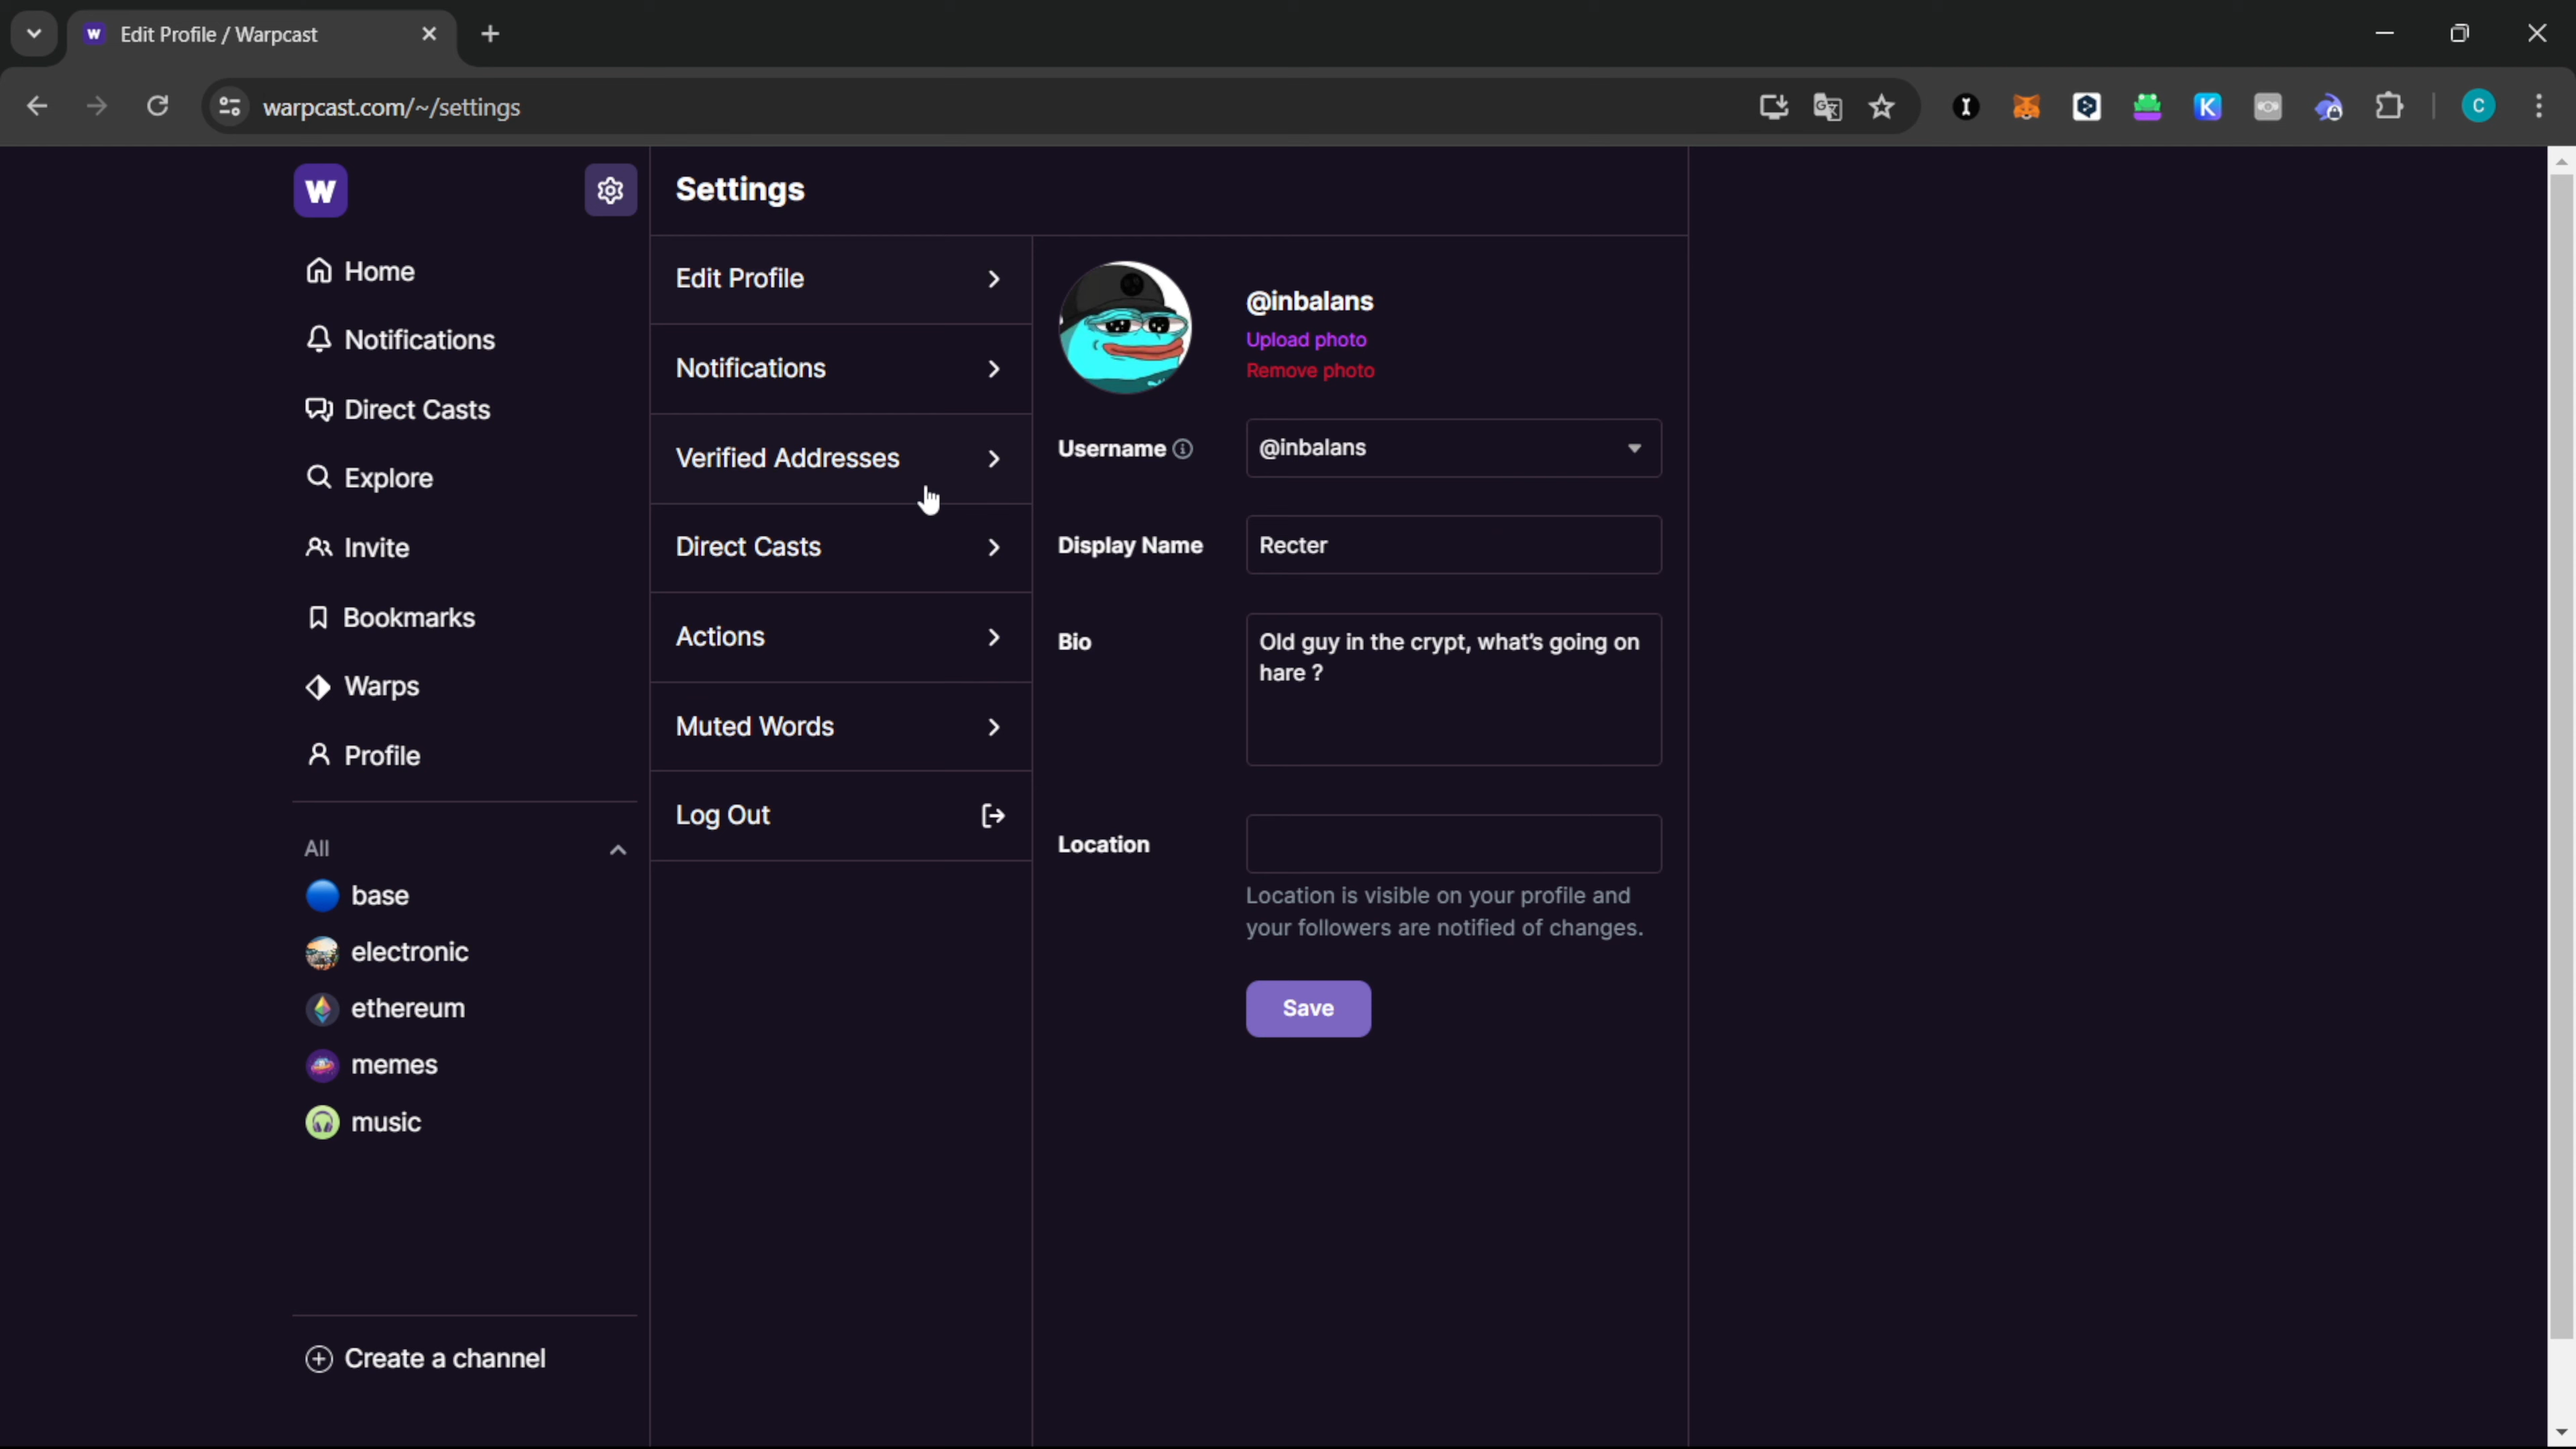 Edit Profile / Warpcast
warpcast.com/~/settings
C
W
Settings
Home
Notifications
Direct Casts
Explore
Invite
Bookmarks
Warps
Profile
All
base
electronic
ethereum
memes
music
Create a channel
Edit Profile
Notifications
Verified Addresses
Direct Casts
Actions
Muted Words
Log Out
@inbalans
Upload photo
Remove photo
Username
@inbalans
Display Name
Recter
Bio
Old guy in the crypt, what's going on
hare ?
Location
Location is visible on your profile and
your followers are notified of changes.
Save